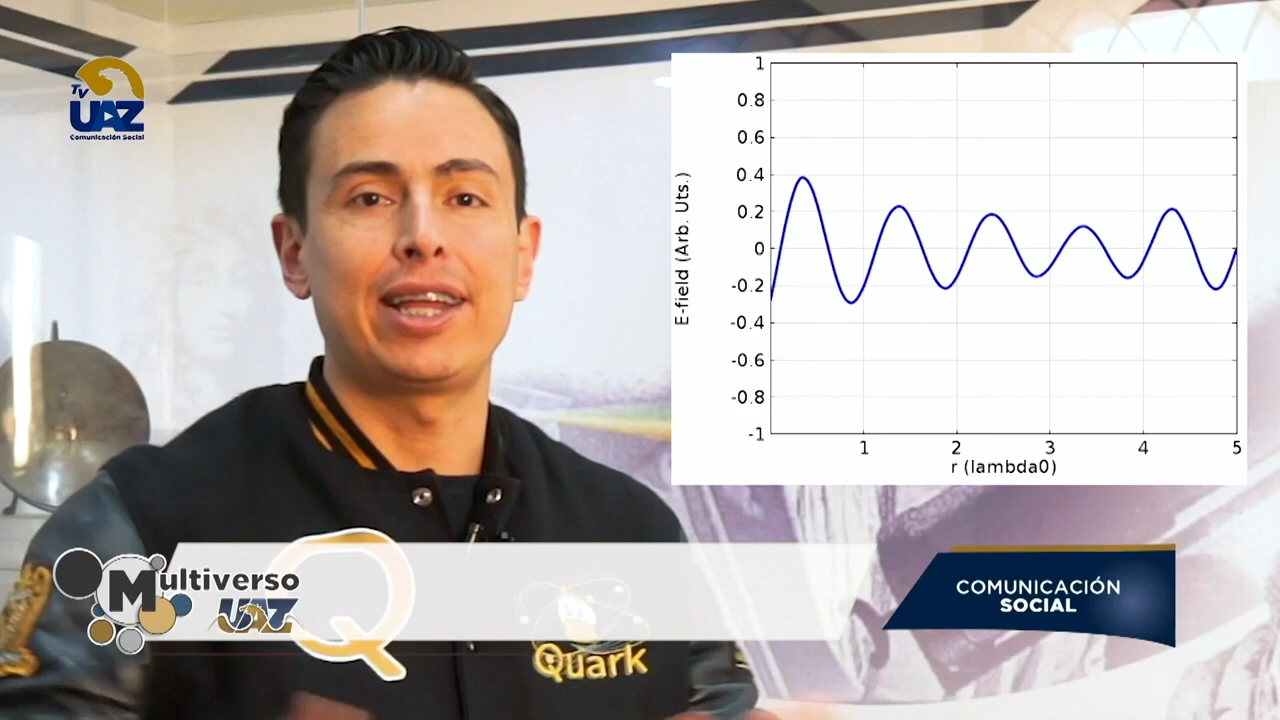 TV
UAZ
Comunicación Social
1
0.8
0.6
0.4
0.2
0
-0.2
-0.4
-0.6
-0.8
-1
E-field (Arb. Uts.)
1 2 3 4 5
r (lambda0)
Multiverso
UAZ
Q
Quark
COMUNICACIÓN
SOCIAL